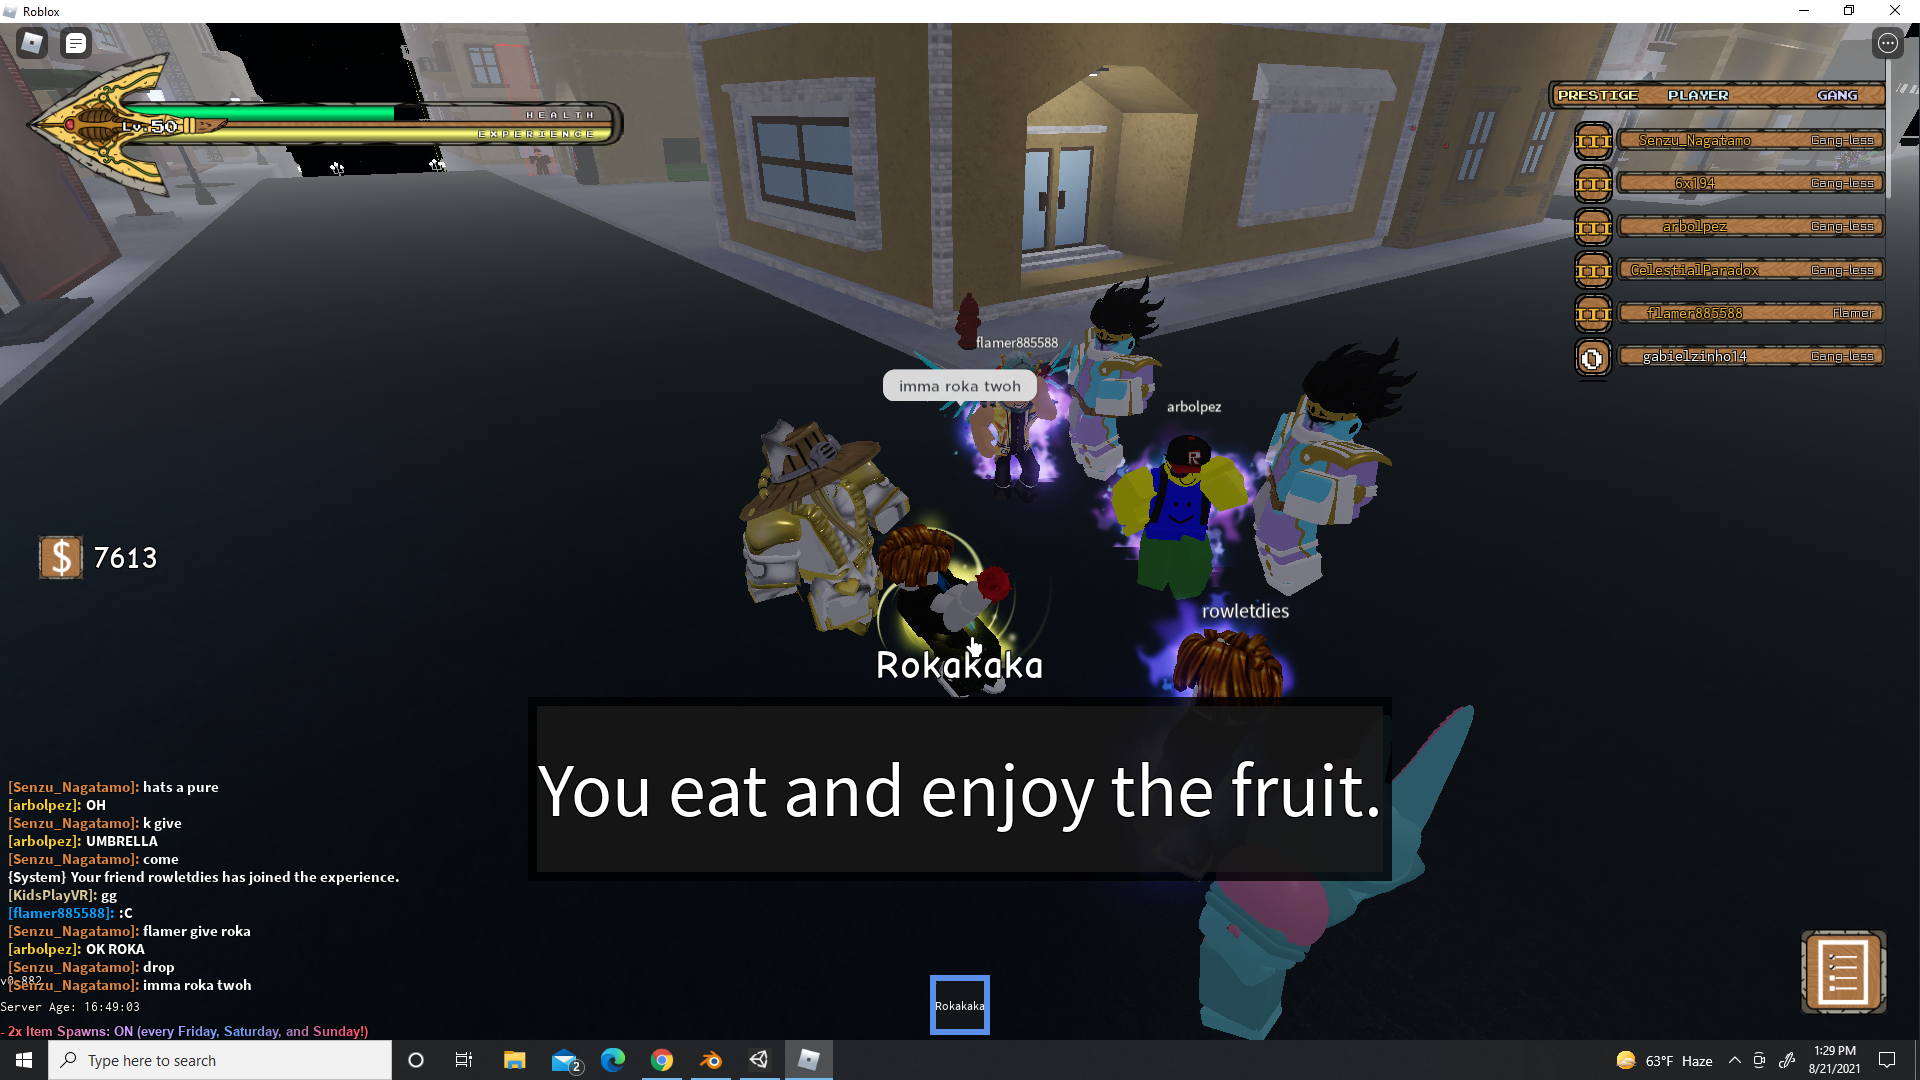 Roblox
Lv.50
HEALTH
EXPERIENCE
PRESTIGE PLAYER GANG
III Senzu_Nagatamo Gang-less
III 6x194 Gang-less
III arbolpez Gang-less
III CelestialParadox Gang-less
III flamer885588 Flamer
0 gabielzinho14 Gang-less
flamer885588
imma roka twoh
arbolpez
R
$ 7613
rowletdies
Rokakaka
You eat and enjoy the fruit.
[Senzu_Nagatamo]: hats a pure
[arbolpez]: OH
[Senzu_Nagatamo]: k give
[arbolpez]: UMBRELLA
[Senzu_Nagatamo]: come
{System} Your friend rowletdies has joined the experience.
[KidsPlayVR]: gg
[flamer885588]: :C
[Senzu_Nagatamo]: flamer give roka
[arbolpez]: OK ROKA
[Senzu_Nagatamo]: drop
v0.882
[Senzu_Nagatamo]: imma roka twoh
Server Age: 16:49:03
Rokakaka
- 2x Item Spawns: ON (every Friday, Saturday, and Sunday!)
Type here to search
2
63°F Haze
1:29 PM
8/21/2021